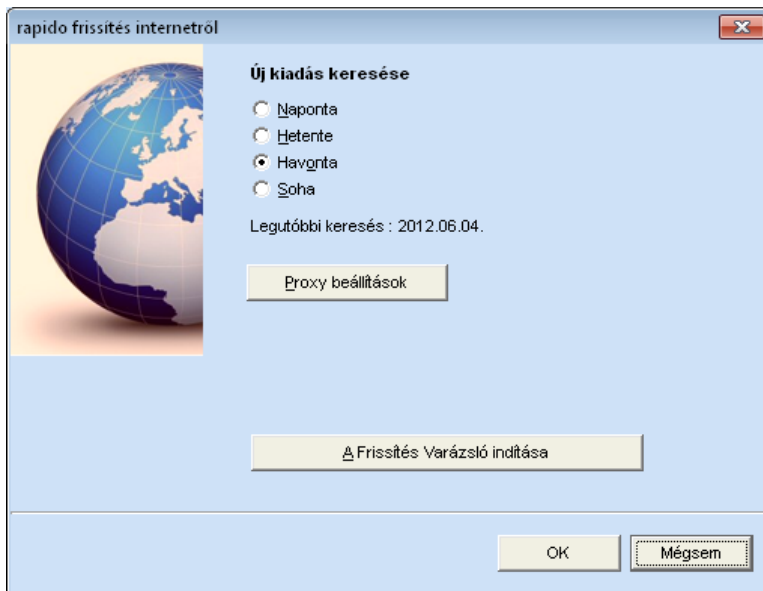 rapido frissítés internetről
Új kiadás keresése
Naponta
Hetente
Havonta
Soha
Legutóbbi keresés : 2012.06.04.
Proxy beállítások
A Frissítés Varázsló indítása
OK
Mégsem